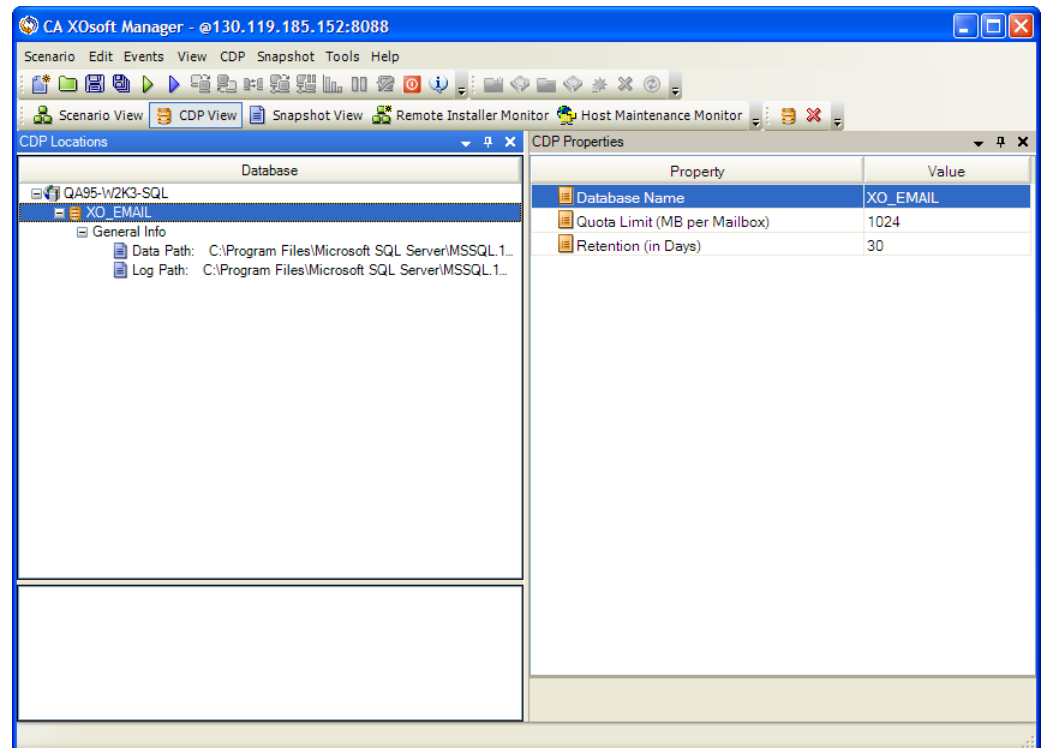 CA XOsoft Manager - @130.119.185.152:8088
Scenario Edit Events View CDP Snapshot Tools Help
Scenario View CDP View Snapshot View Remote Installer Monitor Host Maintenance Monitor
CDP Locations
Database
QA95-W2K3-SQL
XO_EMAIL
General Info
Data Path: C:\Program Files\Microsoft SQL Server\MSSQL.1...
Log Path: C:\Program Files\Microsoft SQL Server\MSSQL.1...
CDP Properties
Property Value
Database Name XO_EMAIL
Quota Limit (MB per Mailbox) 1024
Retention (in Days) 30